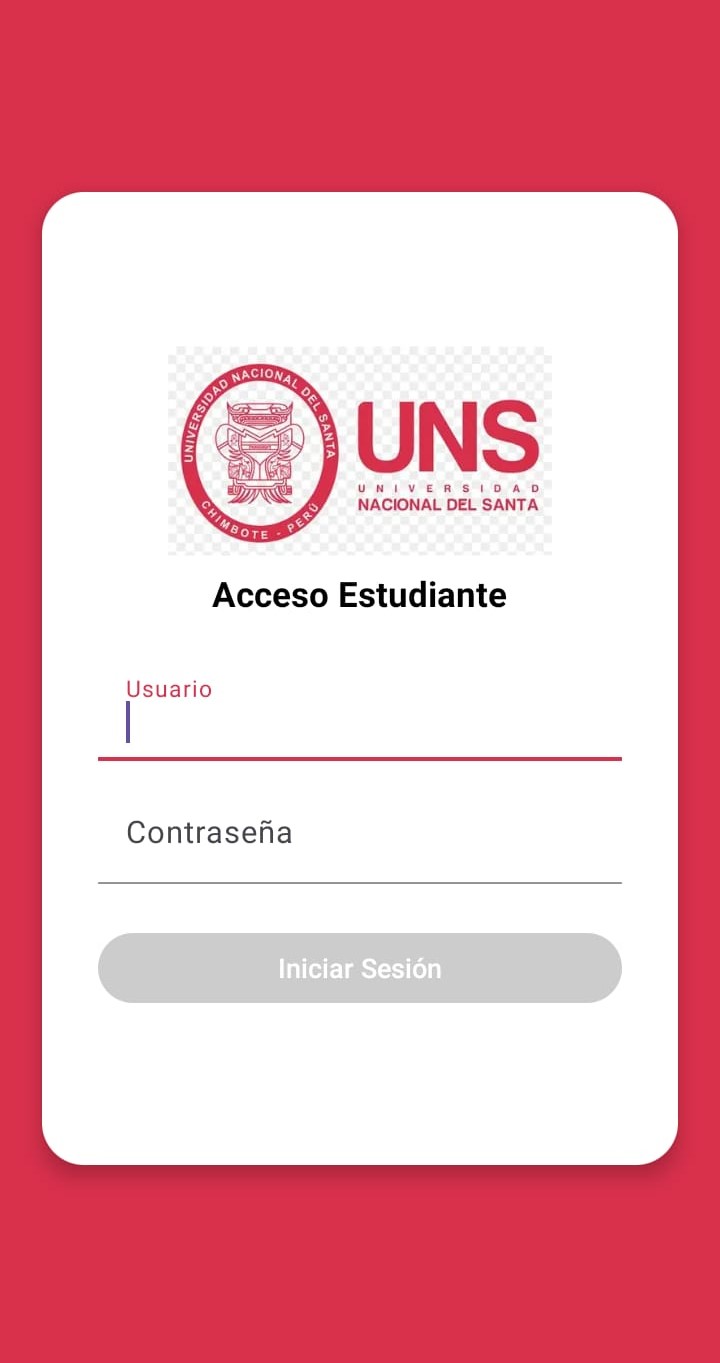 UNIVERSIDAD NACIONAL DEL SANTA
CHIMBOTE - PERÚ
UNS
UNIVERSIDAD
NACIONAL DEL SANTA
Acceso Estudiante
Usuario
Contraseña
Iniciar Sesión